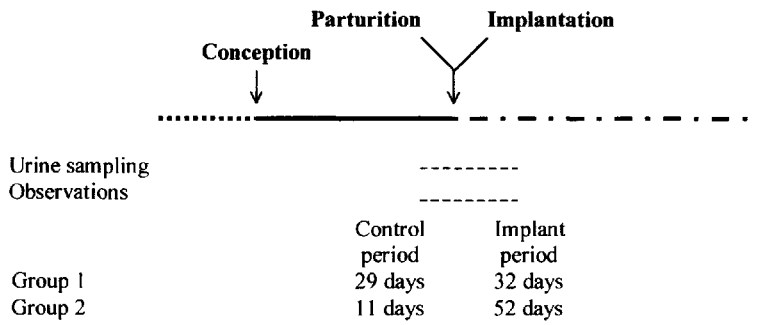 Parturition Implantation
Conception
Urine sampling
Observations
Control Implant
period period
Group 1 29 days 32 days
Group 2 11 days 52 days